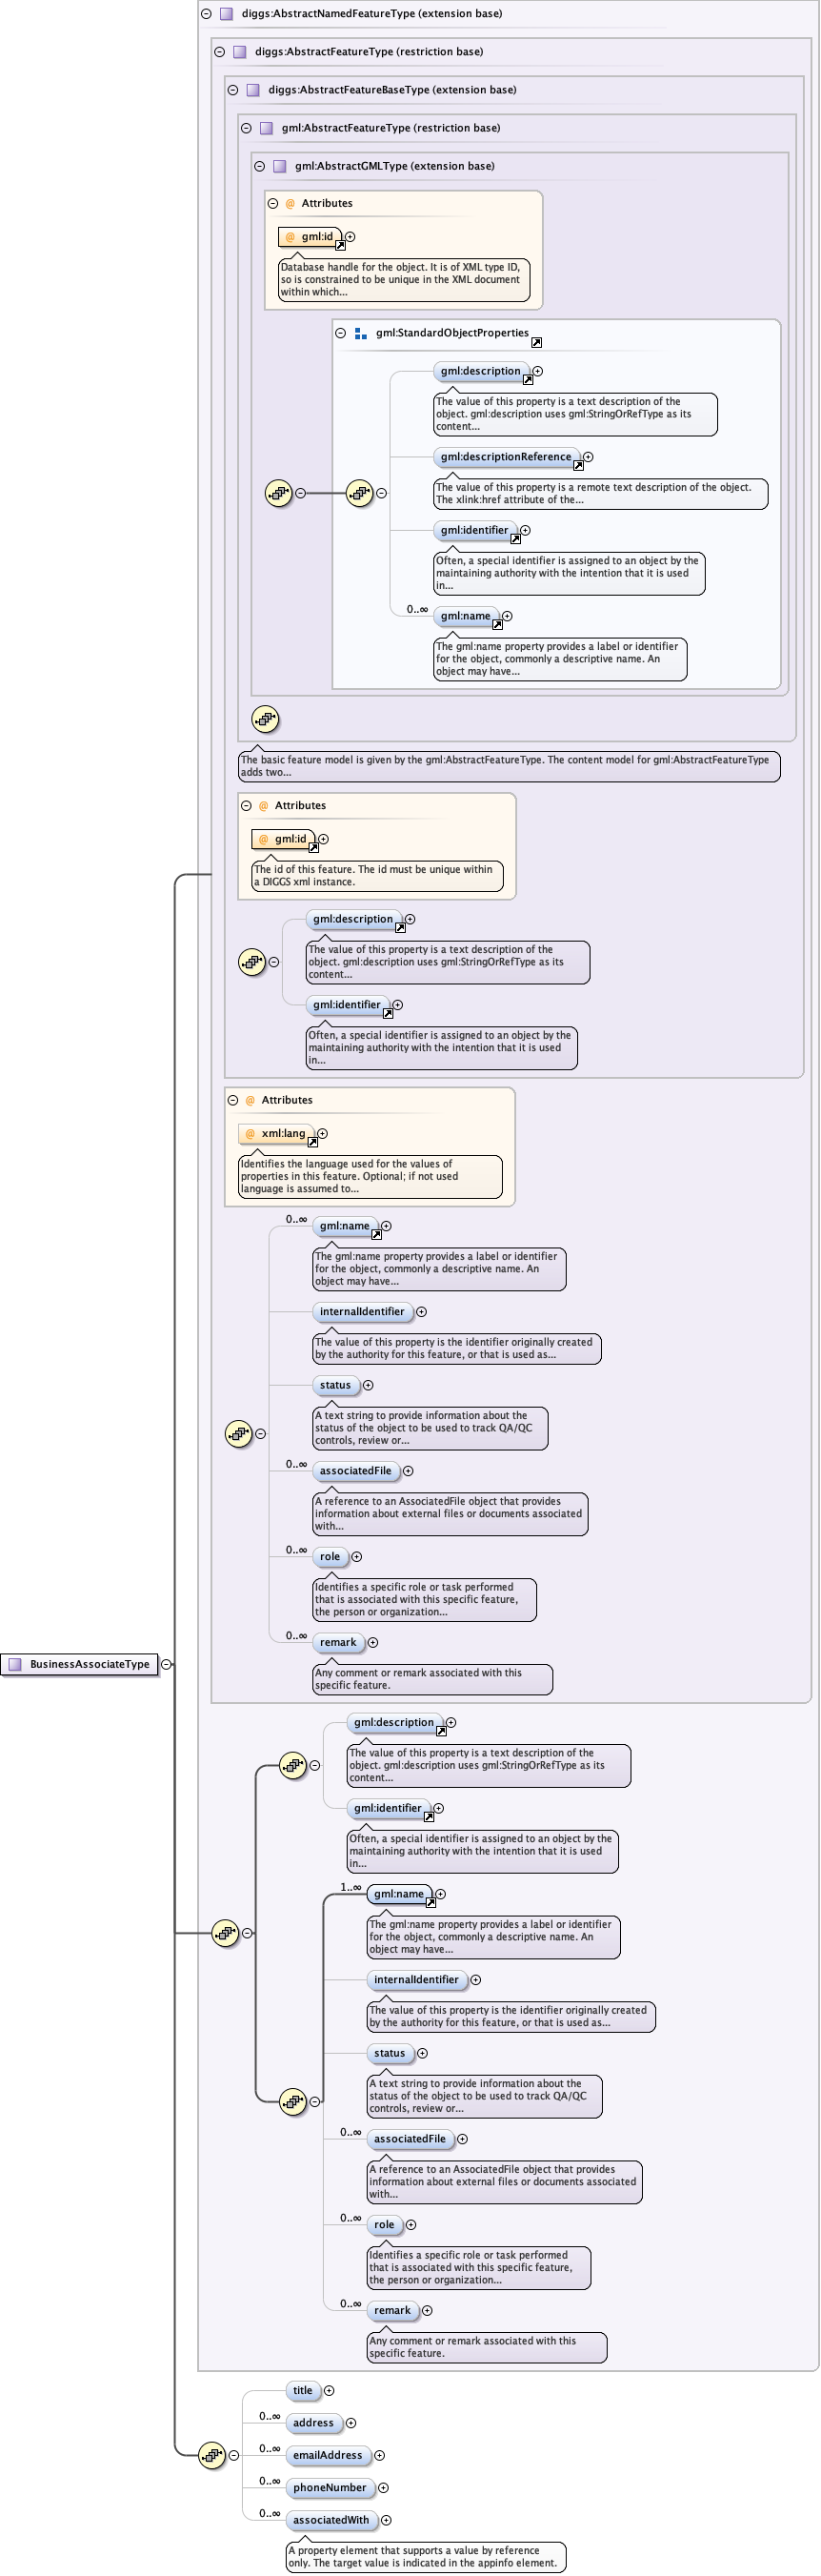 diggs:AbstractNamedFeatureType (extension base)
diggs:AbstractFeatureType (restriction base)
diggs:AbstractFeatureBaseType (extension base)
gml:AbstractFeatureType (restriction base)
gml:AbstractGMLType (extension base)
@ Attributes
@ gml:id
Database handle for the object. It is of XML type ID,
so is constrained to be unique in the XML document
within which...
gml:StandardObjectProperties
gml:description
The value of this property is a text description of the
object. gml:description uses gml:StringOrRefType as its
content...
gml:descriptionReference
The value of this property is a remote text description of the object.
The xlink:href attribute of the...
gml:identifier
Often, a special identifier is assigned to an object by the
maintaining authority with the intention that it is used
in...
0..∞ gml:name
The gml:name property provides a label or identifier
for the object, commonly a descriptive name. An
object may have...
The basic feature model is given by the gml:AbstractFeatureType. The content model for gml:AbstractFeatureType
adds two...
@ Attributes
@ gml:id
The id of this feature. The id must be unique within
a DIGGS xml instance.
gml:description
The value of this property is a text description of the
object. gml:description uses gml:StringOrRefType as its
content...
gml:identifier
Often, a special identifier is assigned to an object by the
maintaining authority with the intention that it is used
in...
@ Attributes
@ xml:lang
Identifies the language used for the values of
properties in this feature. Optional; if not used
language is assumed to...
0..∞ gml:name
The gml:name property provides a label or identifier
for the object, commonly a descriptive name. An
object may have...
internalIdentifier
The value of this property is the identifier originally created
by the authority for this feature, or that is used as...
status
A text string to provide information about the
status of the object to be used to track QA/QC
controls, review or...
0..∞ associatedFile
A reference to an AssociatedFile object that provides
information about external files or documents associated
with...
0..∞ role
Identifies a specific role or task performed
that is associated with this specific feature,
the person or organization...
0..∞ remark
Any comment or remark associated with this
specific feature.
BusinessAssociateType
gml:description
The value of this property is a text description of the
object. gml:description uses gml:StringOrRefType as its
content...
gml:identifier
Often, a special identifier is assigned to an object by the
maintaining authority with the intention that it is used
in...
1..∞ gml:name
The gml:name property provides a label or identifier
for the object, commonly a descriptive name. An
object may have...
internalIdentifier
The value of this property is the identifier originally created
by the authority for this feature, or that is used as...
status
A text string to provide information about the
status of the object to be used to track QA/QC
controls, review or...
0..∞ associatedFile
A reference to an AssociatedFile object that provides
information about external files or documents associated
with...
0..∞ role
Identifies a specific role or task performed
that is associated with this specific feature,
the person or organization...
0..∞ remark
Any comment or remark associated with this
specific feature.
title
0..∞ address
0..∞ emailAddress
0..∞ phoneNumber
0..∞ associatedWith
A property element that supports a value by reference
only. The target value is indicated in the appinfo element.